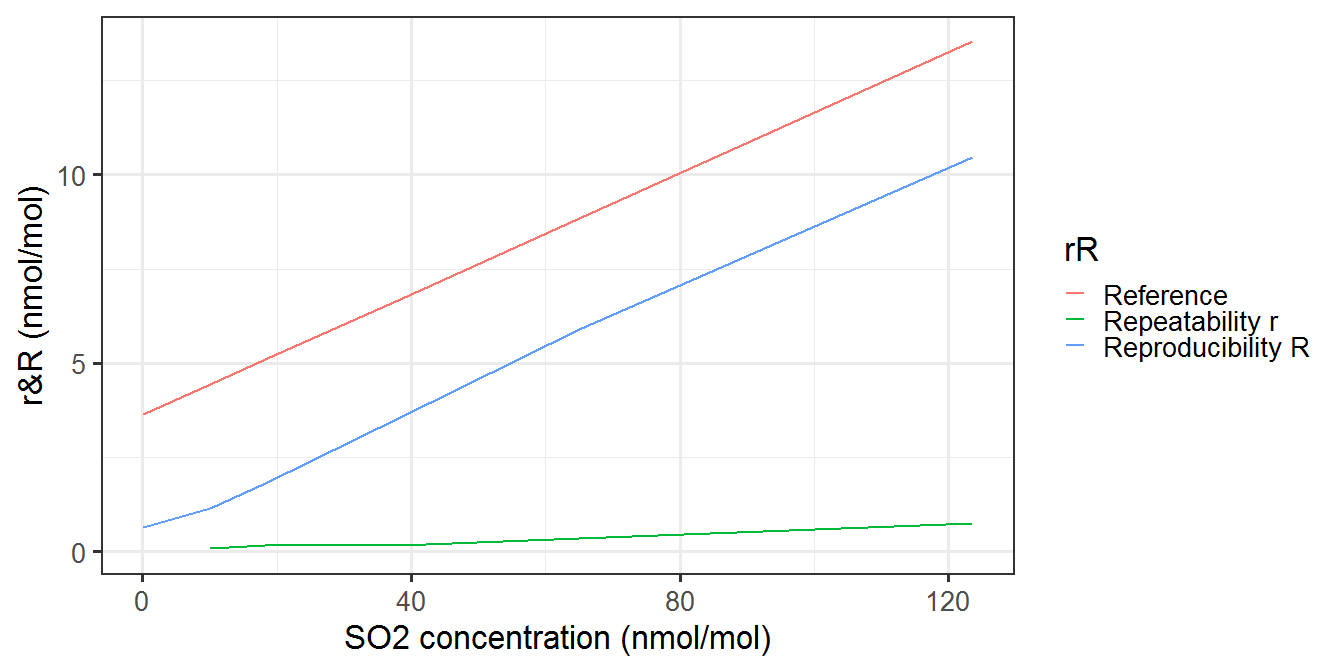 10
5
0
r&R (nmol/mol)
0 40 80 120
SO2 concentration (nmol/mol)
rR
Reference
Repeatability r
Reproducibility R